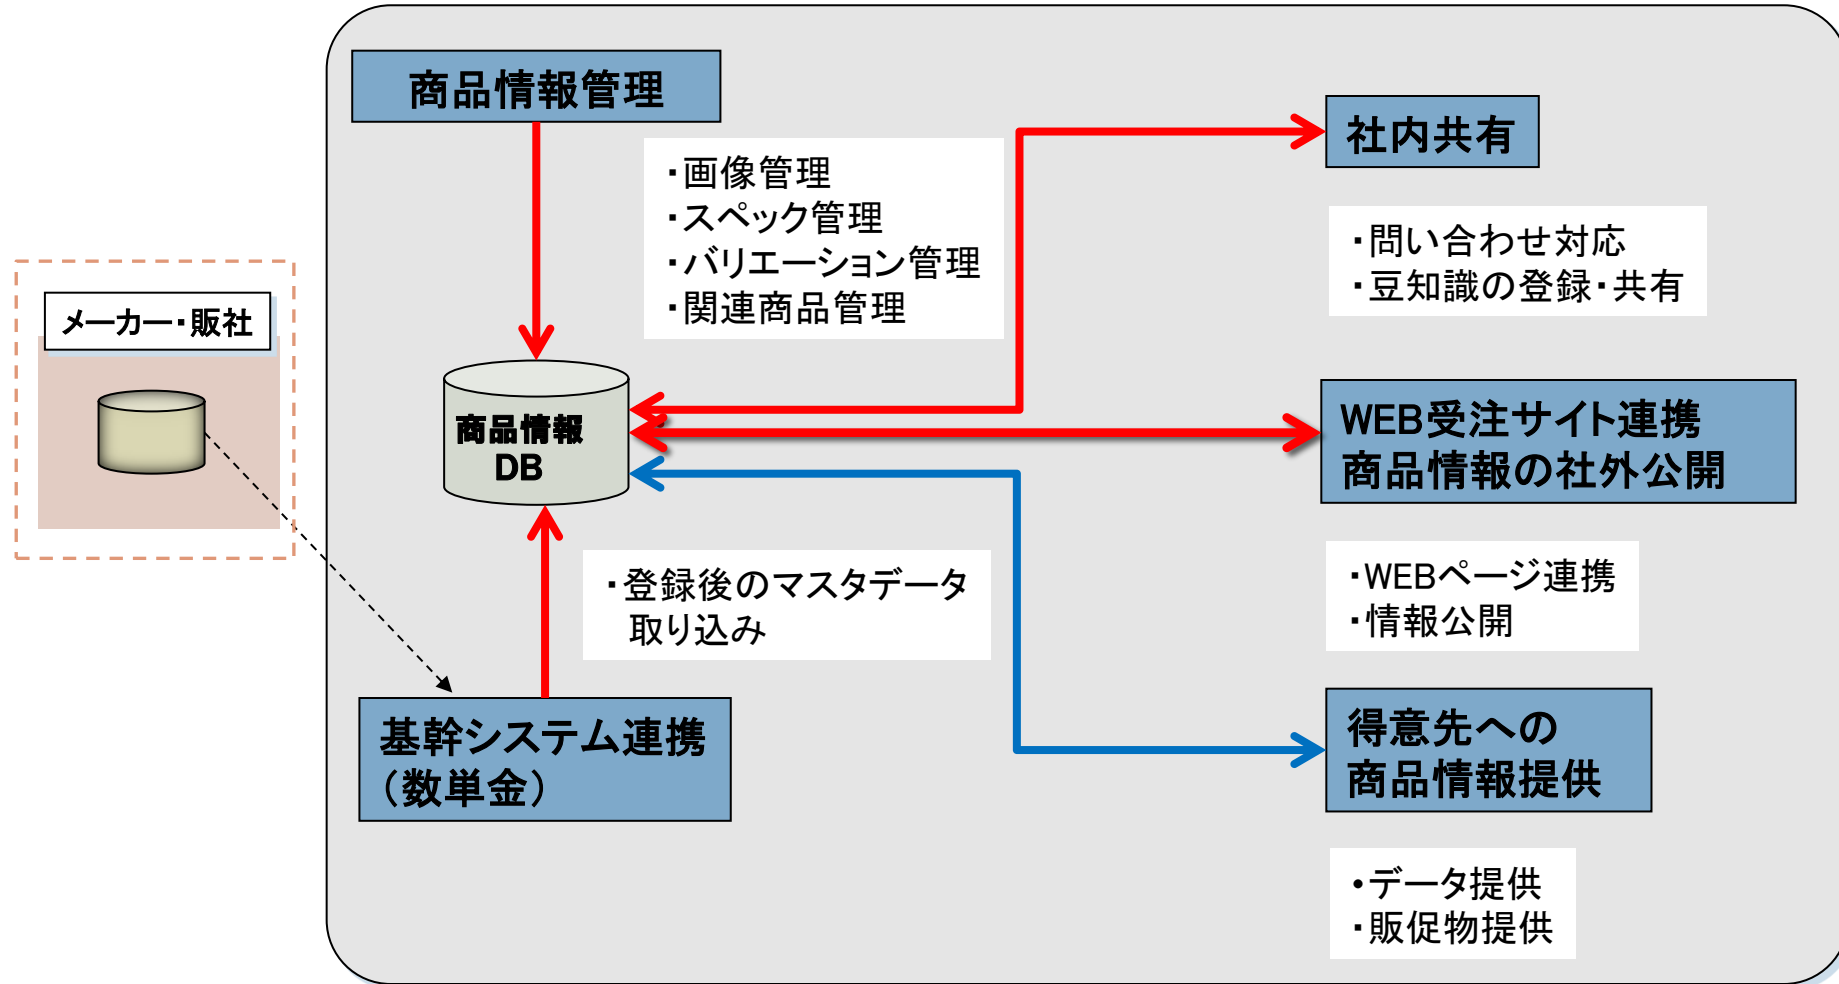 商品情報管理
・画像管理
・スペック管理
・バリエーション管理
・関連商品管理
社内共有
・問い合わせ対応
・豆知識の登録・共有
メーカー・販社
商品情報
DB
WEB受注サイト連携
商品情報の社外公開
・WEBページ連携
・情報公開
・登録後のマスタデータ
取り込み
基幹システム連携
（数単金）
得意先への
商品情報提供
・データ提供
・販促物提供